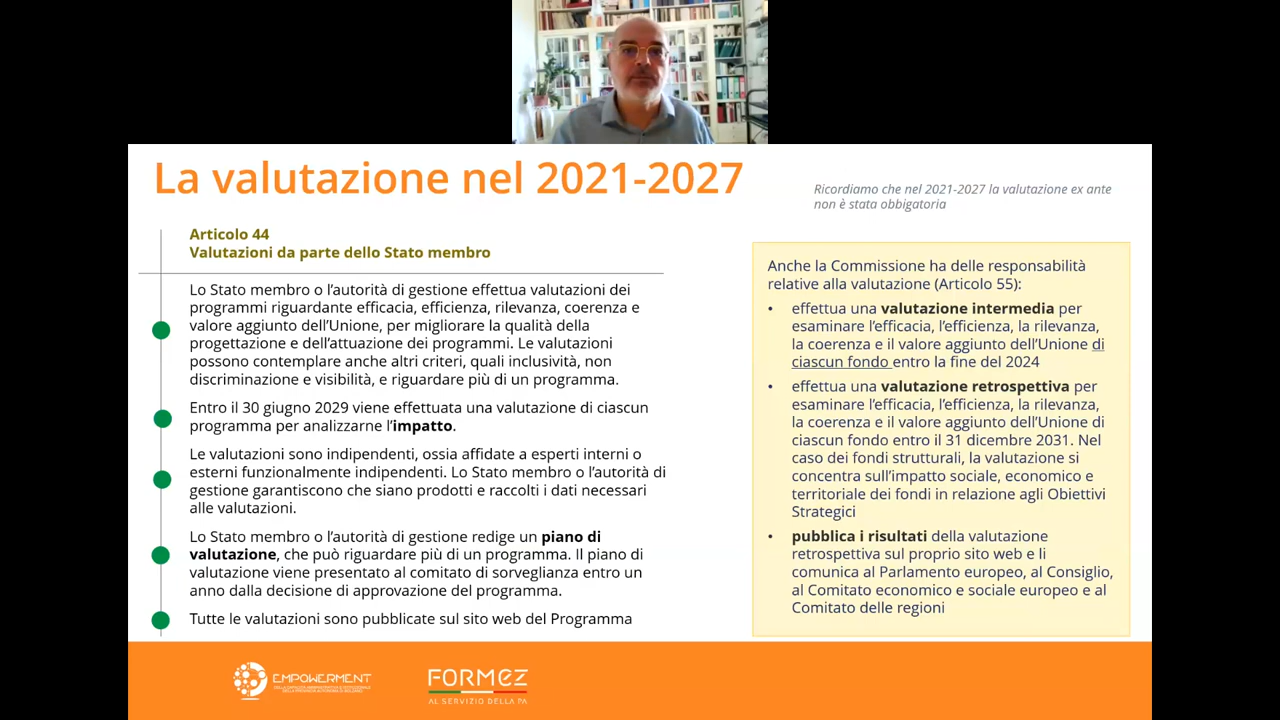 La valutazione nel 2021-2027
Ricordiamo che nel 2021-2027 la valutazione ex ante
non è stata obbigatoria
Articolo 44
Valutazioni da parte dello Stato membro
Lo Stato membro o l’autorità di gestione effettua valutazioni dei
programmi riguardante efficacia, efficienza, rilevanza, coerenza e
valore aggiunto dell’Unione, per migliorare la qualità della
progettazione e dell’attuazione dei programmi. Le valutazioni
possono contemplare anche altri criteri, quali inclusività, non
discriminazione e visibilità, e riguardare più di un programma.
Entro il 30 giugno 2029 viene effettuata una valutazione di ciascun
programma per analizzarne l’impatto.
Le valutazioni sono indipendenti, ossia affidate a esperti interni o
esterni funzionalmente indipendenti. Lo Stato membro o l’autorità di
gestione garantiscono che siano prodotti e raccolti i dati necessari
alle valutazioni.
Lo Stato membro o l’autorità di gestione redige un piano di
valutazione, che può riguardare più di un programma. Il piano di
valutazione viene presentato al comitato di sorveglianza entro un
anno dalla decisione di approvazione del programma.
Tutte le valutazioni sono pubblicate sul sito web del Programma
Anche la Commissione ha delle responsabilità
relative alla valutazione (Articolo 55):
• effettua una valutazione intermedia per
esaminare l’efficacia, l’efficienza, la rilevanza,
la coerenza e il valore aggiunto dell’Unione di
ciascun fondo entro la fine del 2024
• effettua una valutazione retrospettiva per
esaminare l’efficacia, l’efficienza, la rilevanza,
la coerenza e il valore aggiunto dell’Unione di
ciascun fondo entro il 31 dicembre 2031. Nel
caso dei fondi strutturali, la valutazione si
concentra sull’impatto sociale, economico e
territoriale dei fondi in relazione agli Obiettivi
Strategici
• pubblica i risultati della valutazione
retrospettiva sul proprio sito web e li
comunica al Parlamento europeo, al Consiglio,
al Comitato economico e sociale europeo e al
Comitato delle regioni
EMPOWERMENT
FORMEZ
AL SERVIZIO DELLA PA